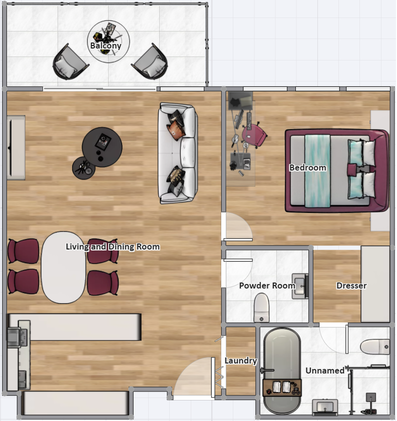 Balcony
Bedroom
Living and Dining Room
Powder Room
Dresser
Laundry
Unnamed